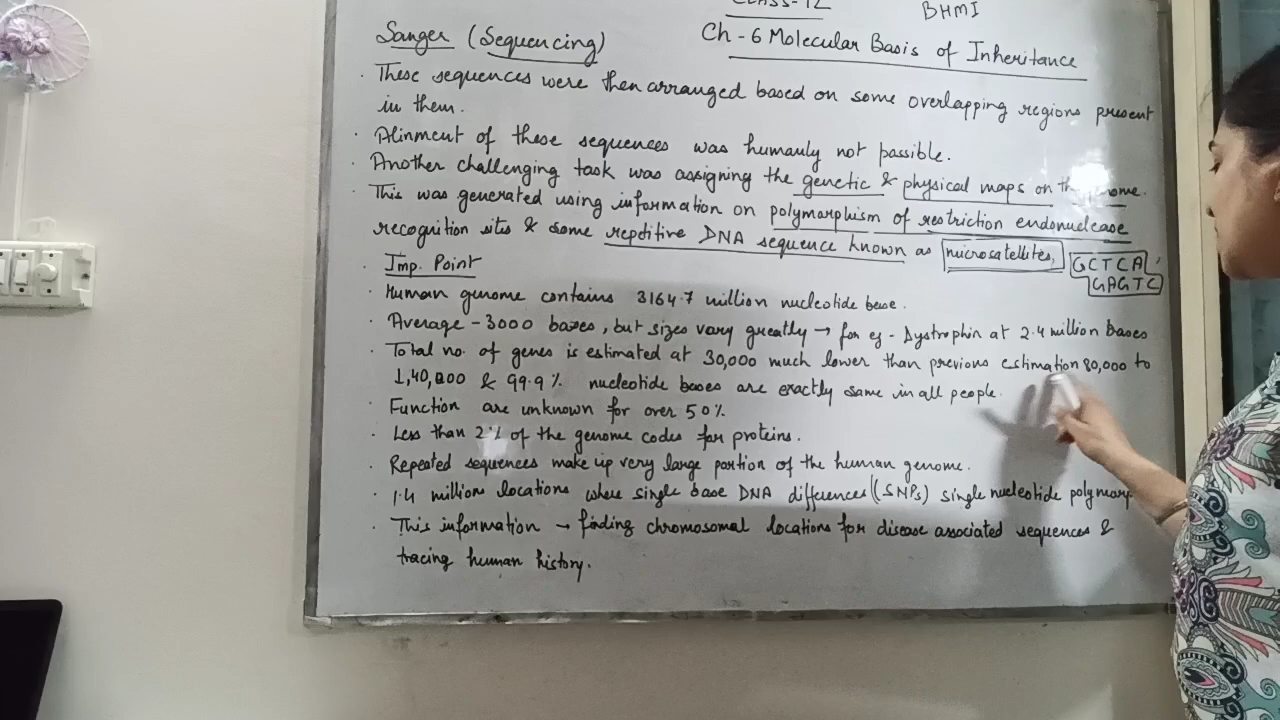 CLASS-12
BHMI
Sanger (Sequencing)
Ch - 6 Molecular Basis of Inheritance
· These sequences were then arranged based on some overlapping regions present
in them.
· Alinment of these sequences was humanly not possible.
· Another challenging task was assigning the genetic & physical maps on the
· This was generated using information on polymorphism of restriction endonuclease
recognition sites & some repetitive DNA sequence known as microsatellites,
GCTCA
GAGTC
· Imp. Point
· Human genome contains 3164.7 million nucleotide base.
· Average - 3000 bases, but sizes vary greatly → for eg - Dystrophin at 2.4 million bases
· Total no. of genes is estimated at 30,000 much lower than previous estimation 80,000 to
1,40,000 & 99.9% nucleotide bases are exactly same in all people.
· Function are unknown for over 50%
· Less than 2% of the genome codes for proteins.
· Repeated sequences make up very large portion of the human genome.
· 1.4 millions locations where single base DNA differences (SNPs) single nucleotide polymor
· This information → finding chromosomal locations for disease associated sequences &
tracing human history.